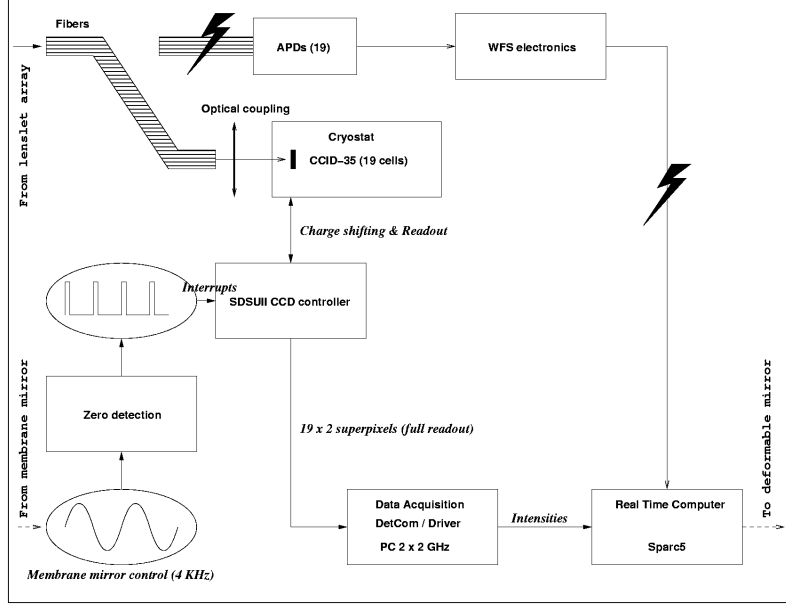 Fibers
APDs (19)
WFS electronics
From lenslet array
Optical coupling
Cryostat
CCID−35 (19 cells)
Charge shifting & Readout
Interrupts
SDSUII CCD controller
From membrane mirror
Zero detection
19 x 2 superpixels (full readout)
To deformable mirror
Data Acquisition
DetCom / Driver
PC 2 x 2 GHz
Intensities
Real Time Computer
Sparc5
Membrane mirror control (4 KHz)